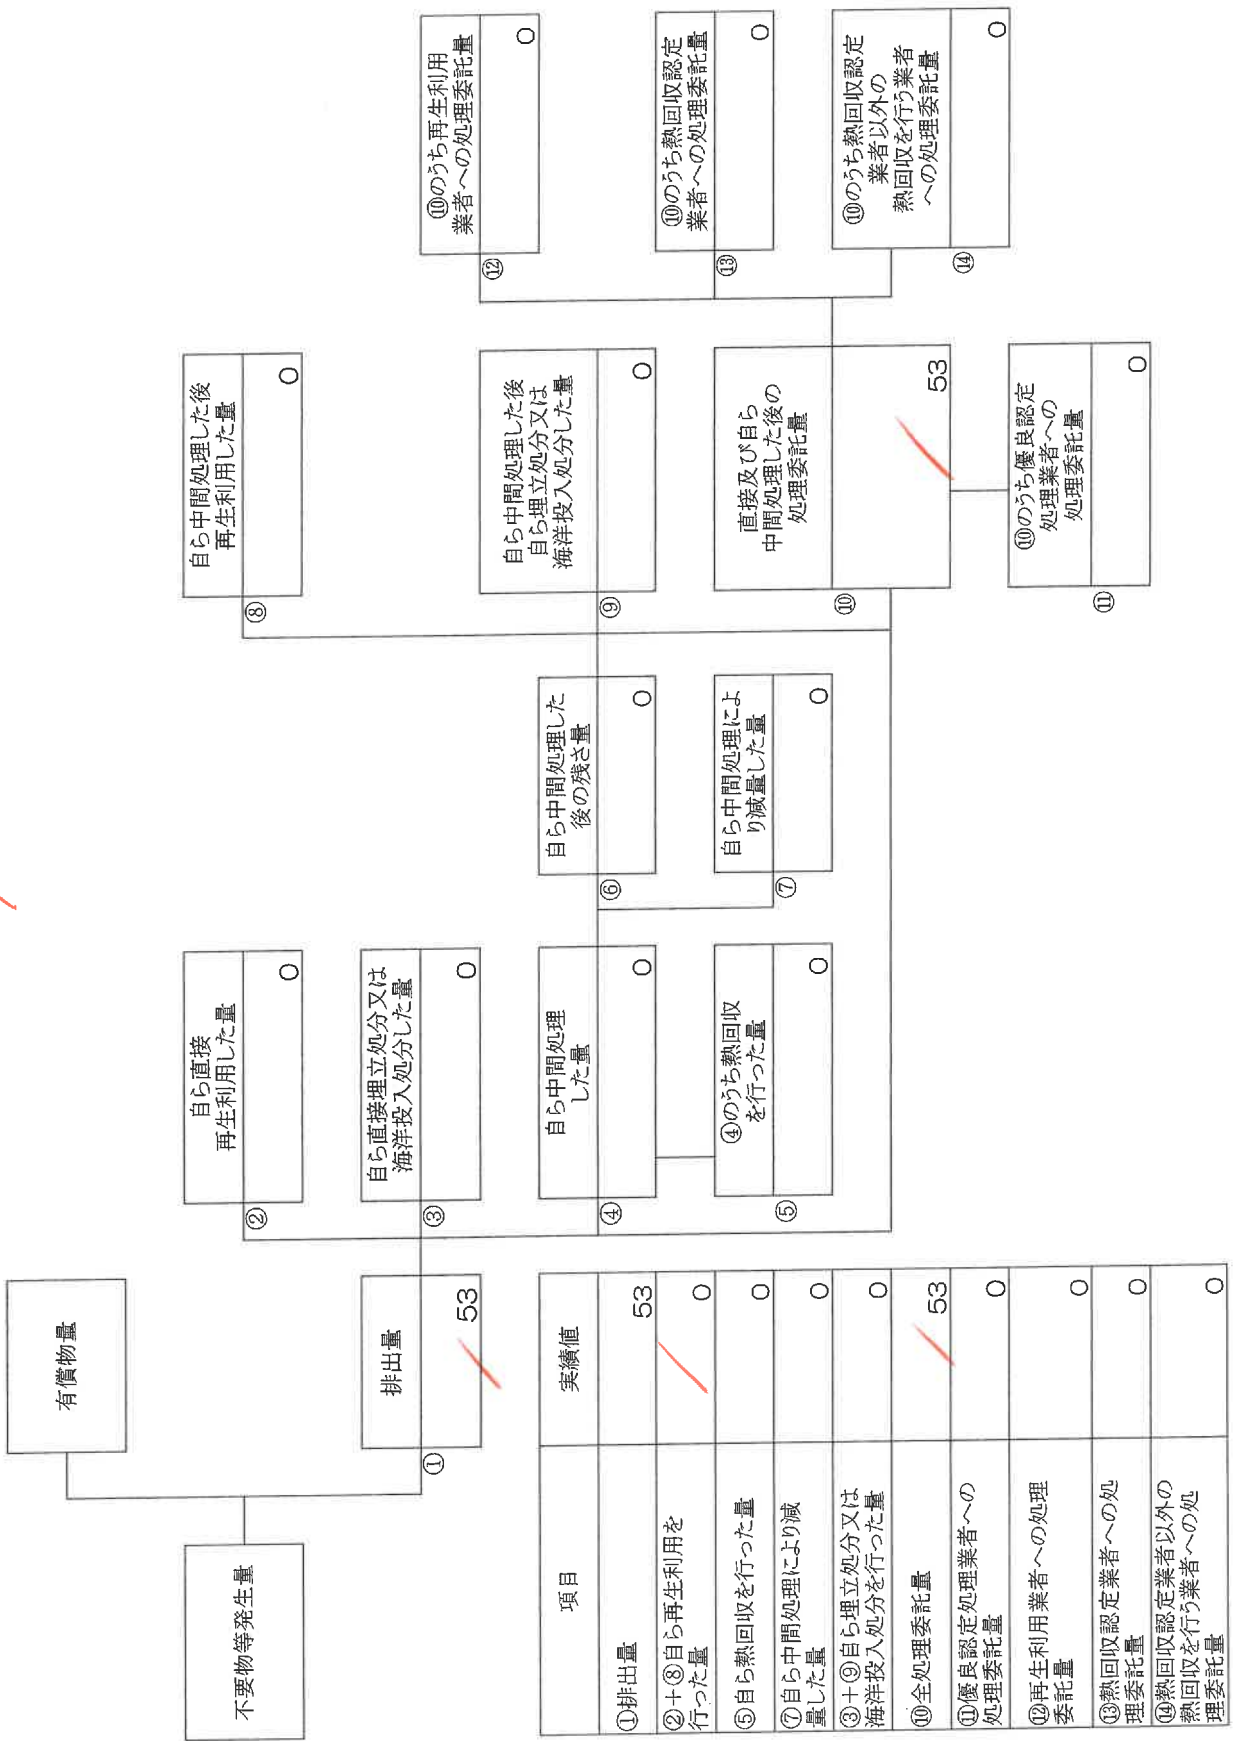 不要物等発生量
有償物量
①
排出量
53
②
自ら直接
再生利用した量
0
③
自ら直接埋立処分又は
海洋投入処分した量
0
④
自ら中間処理
した量
0
⑤
④のうち熱回収
を行った量
0
⑥
自ら中間処理した
後の残さ量
0
⑦
自ら中間処理によ
り減量した量
0
⑧
自ら中間処理した後
再生利用した量
0
⑨
自ら中間処理した後
自ら埋立処分又は
海洋投入処分した量
0
⑩
直接及び自ら
中間処理した後の
処理委託量
53
⑪
⑩のうち優良認定
処理業者への
処理委託量
0
⑫
⑩のうち再生利用
業者への処理委託量
0
⑬
⑩のうち熱回収認定
業者への処理委託量
0
⑭
⑩のうち熱回収認定
業者以外の
熱回収を行う業者
への処理委託量
0
項目 実績値
①排出量 53
②+⑧自ら再生利用を
行った量 0
⑤自ら熱回収を行った量 0
⑦自ら中間処理により減
量した量 0
③+⑨自ら埋立処分又は
海洋投入処分を行った量 0
⑩全処理委託量 53
⑪優良認定処理業者への
処理委託量 0
⑫再生利用業者への処理
委託量 0
⑬熱回収認定業者への処
理委託量 0
⑭熱回収認定業者以外の
熱回収を行う業者への処
理委託量 0